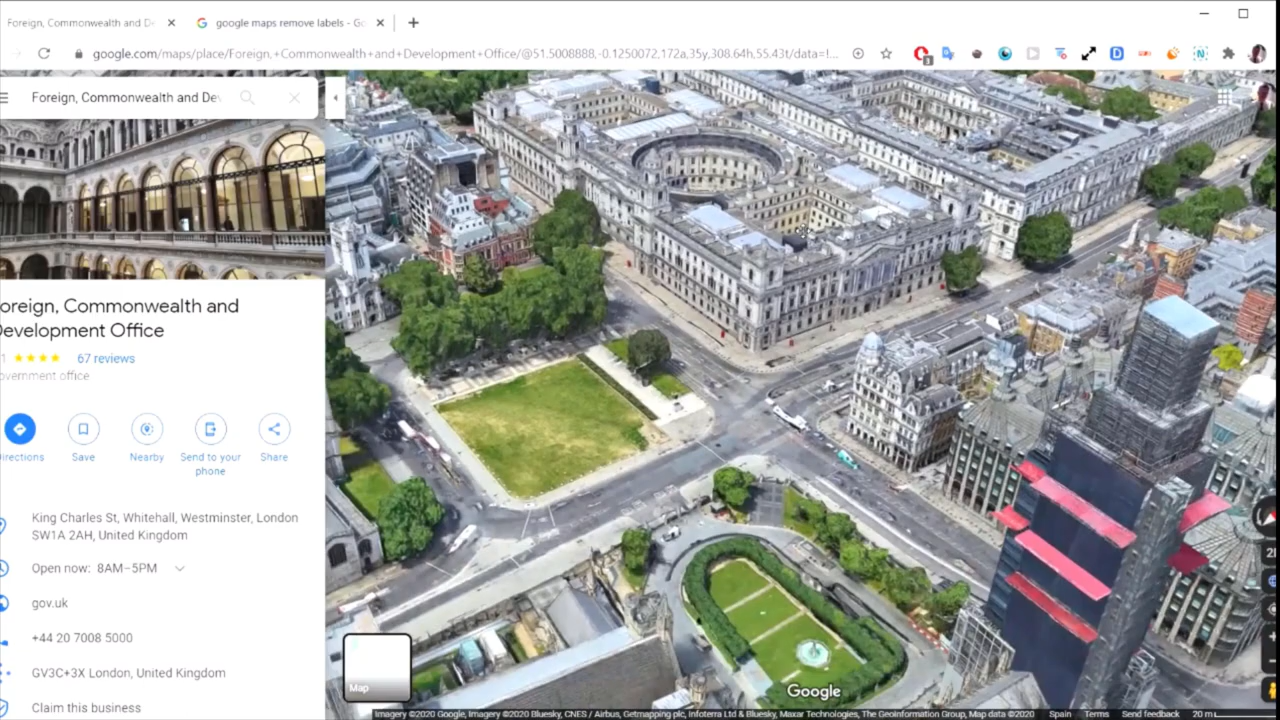 Foreign, Commonwealth and De
google maps remove labels - Go
google.com/maps/place/Foreign,+Commonwealth+and+Development+Office/@51.5008888,-0.1250072,172a,35y,308.64h,55.43t/data=!...
Foreign, Commonwealth and Dev
oreign, Commonwealth and
evelopment Office
1 67 reviews
overnment office
irections
Save
Nearby
Send to your
phone
Share
King Charles St, Whitehall, Westminster, London
SW1A 2AH, United Kingdom
Open now: 8AM–5PM
gov.uk
+44 20 7008 5000
GV3C+3X London, United Kingdom
Claim this business
Map
Google
Imagery ©2020 Google, Imagery ©2020 Bluesky, CNES / Airbus, Getmapping plc, Infoterra Ltd & Bluesky, Maxar Technologies, The GeoInformation Group, Map data ©2020 Spain Terms Send feedback 20 m